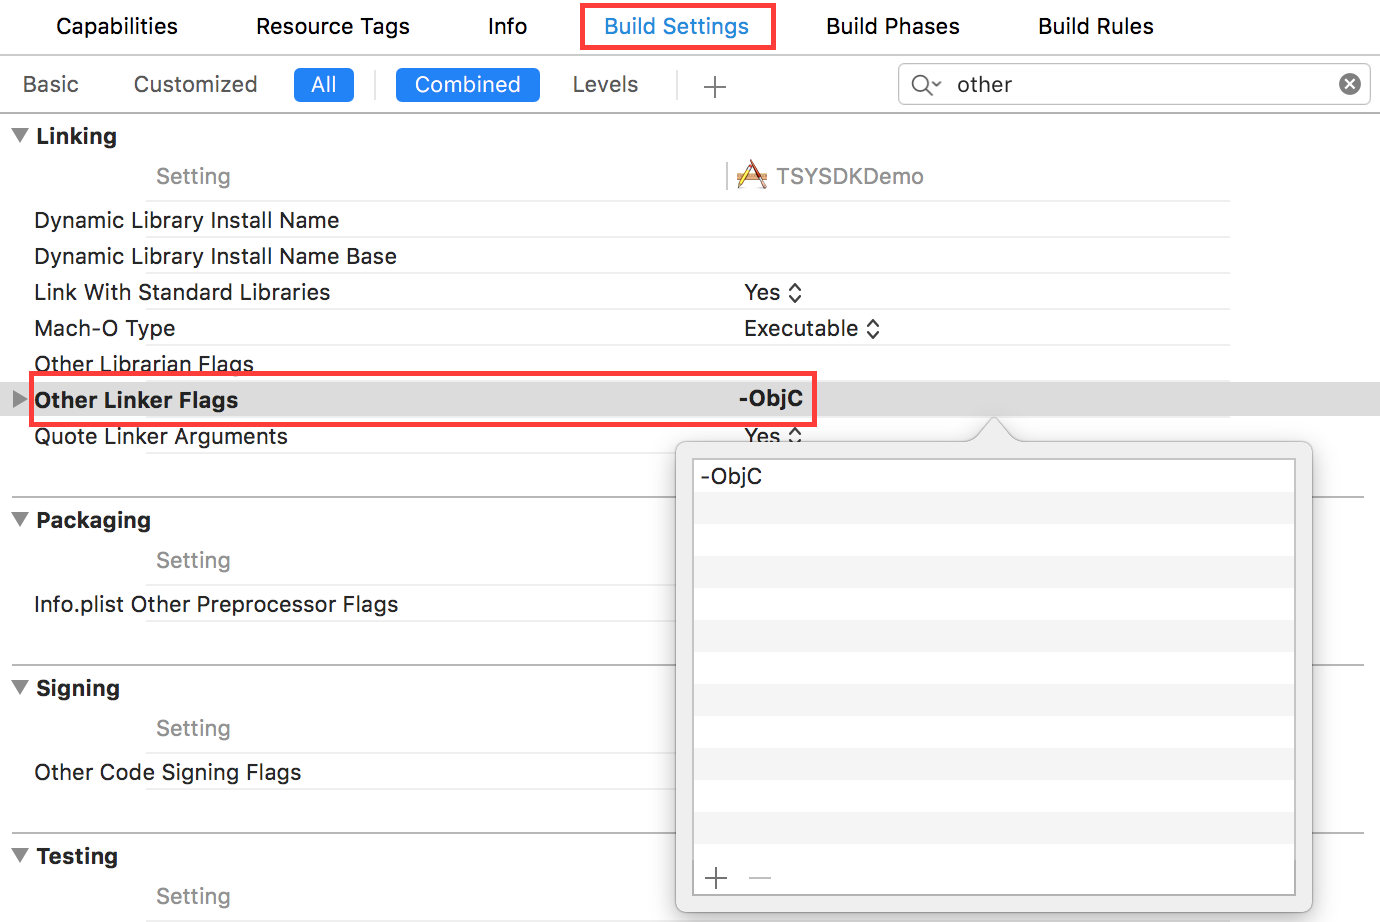 Capabilities Resource Tags Info Build Settings Build Phases Build Rules
Basic Customized All Combined Levels other
Linking
Setting TSYSDKDemo
Dynamic Library Install Name
Dynamic Library Install Name Base
Link With Standard Libraries Yes
Mach-O Type Executable
Other Librarian Flags
Other Linker Flags -ObjC
Quote Linker Arguments Yes
-ObjC
Packaging
Setting
Info.plist Other Preprocessor Flags
Signing
Setting
Other Code Signing Flags
Testing
Setting